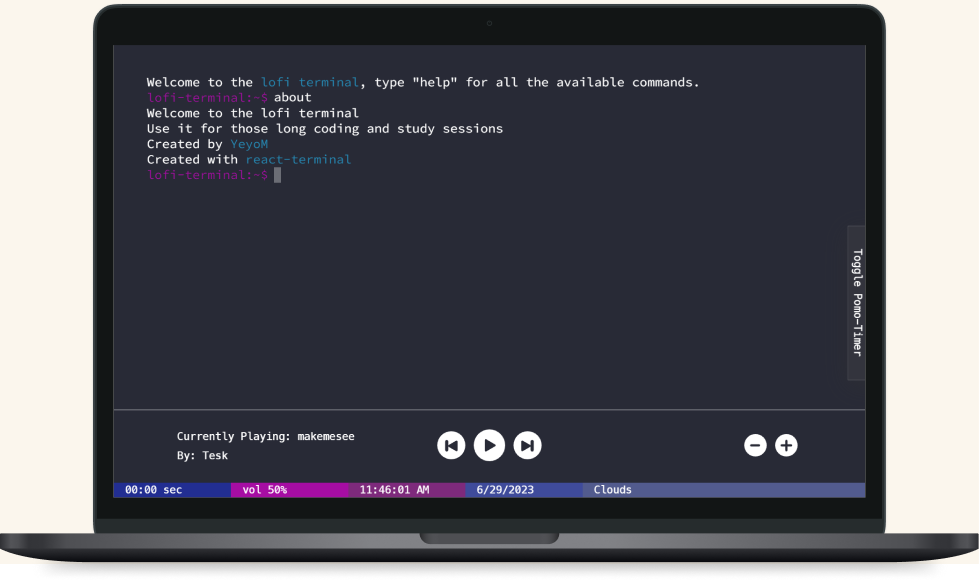 Welcome to the lofi terminal, type "help" for all the available commands.
lofi-terminal:~$ about
Welcome to the lofi terminal
Use it for those long coding and study sessions
Created by YeyoM
Created with react-terminal
lofi-terminal:~$
Toggle Pomo-Timer
Currently Playing: makemesee
By: Tesk
00:00 sec vol 50% 11:46:01 AM 6/29/2023 Clouds